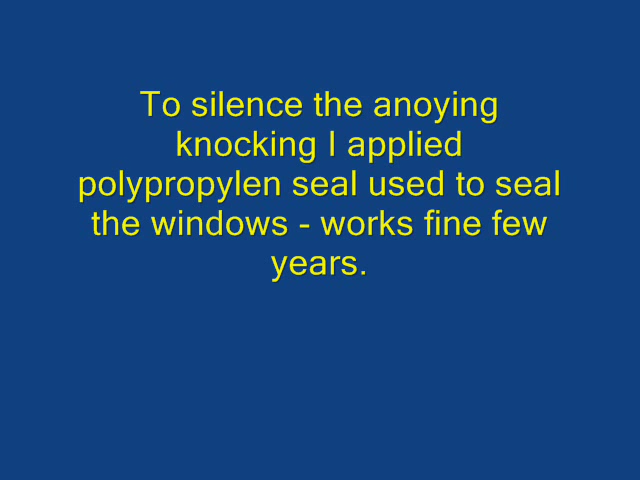 To silence the anoying
knocking I applied
polypropylen seal used to seal
the windows - works fine few
years.